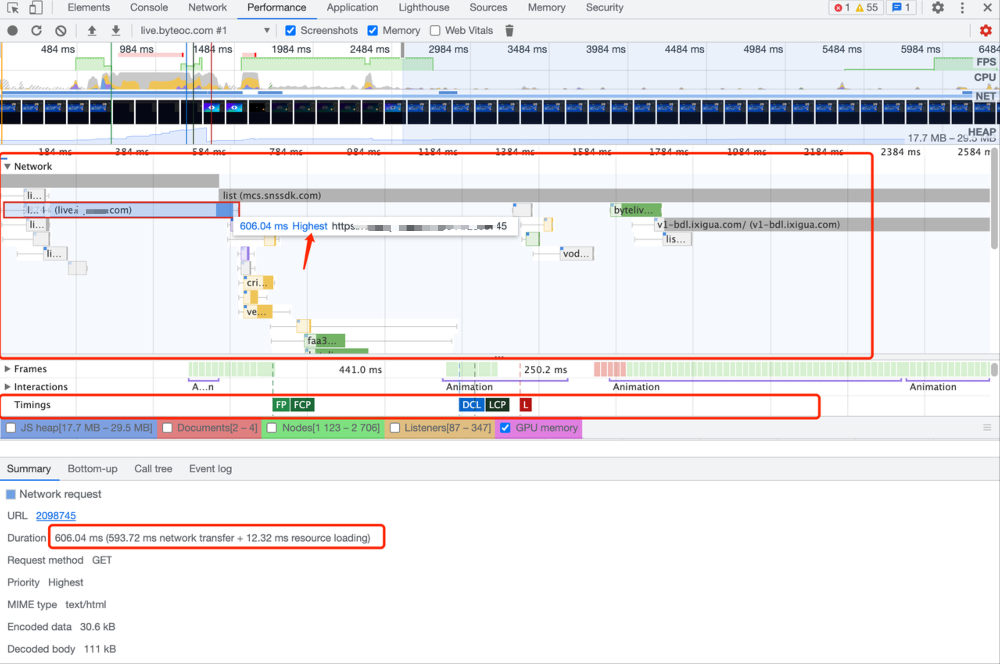 Elements Console Network Performance Application Lighthouse Sources Memory Security 1 55 1
live.byteoc.com #1 Screenshots Memory Web Vitals
484 ms 984 ms 1484 ms 1984 ms 2484 ms 2984 ms 3484 ms 3984 ms 4484 ms 4984 ms 5484 ms 5984 ms 6484
FPS
CPU
NET
HEAP
17.7 MB – 29.5 MB
184 ms 384 ms 584 ms 784 ms 984 ms 1184 ms 1384 ms 1584 ms 1784 ms 1984 ms 2184 ms 2384 ms 2584 m
Network
li... list (mcs.snssdk.com)
l... (live. .com) byteliv...
li... 606.04 ms Highest https: 45 v1-bdl.ixigua.com/ (v1-bdl.ixigua.com)
lis...
li... vod...
cri...
ve...
faa3...
Frames 441.0 ms 250.2 ms
Interactions A...n Animation Animation Animation
Timings FP FCP DCL LCP L
JS heap[17.7 MB – 29.5 MB] Documents[2 – 4] Nodes[1 123 – 2 706] Listeners[87 – 347] GPU memory
Summary Bottom-up Call tree Event log
Network request
URL 2098745
Duration 606.04 ms (593.72 ms network transfer + 12.32 ms resource loading)
Request method GET
Priority Highest
MIME type text/html
Encoded data 30.6 kB
Decoded body 111 kB